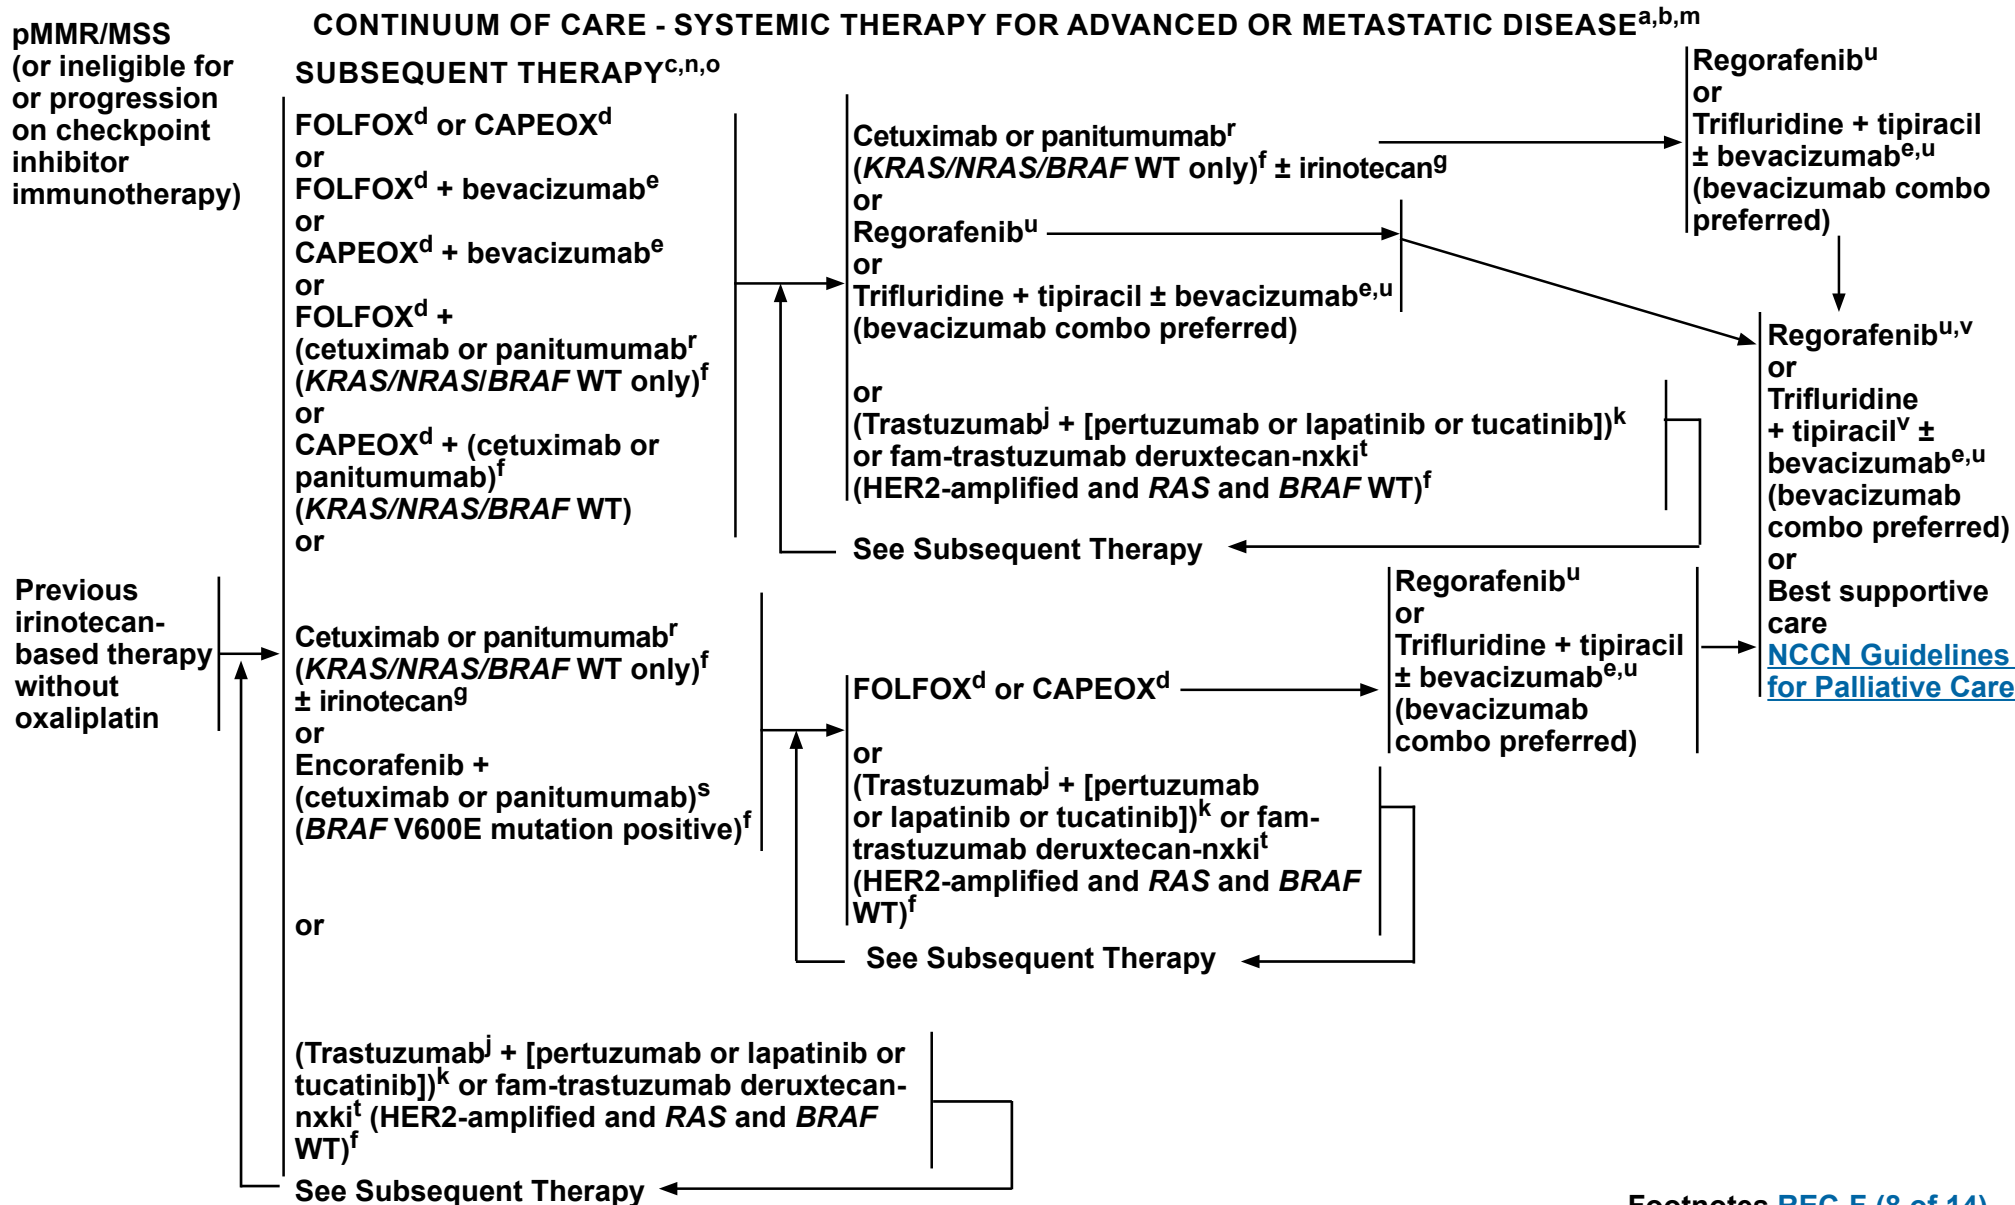 CONTINUUM OF CARE - SYSTEMIC THERAPY FOR ADVANCED OR METASTATIC DISEASEa,b,m
pMMR/MSS
(or ineligible for
or progression
on checkpoint
inhibitor
immunotherapy)
SUBSEQUENT THERAPYc,n,o
Previous
irinotecan-
based therapy
without
oxaliplatin
FOLFOXd or CAPEOXd
or
FOLFOXd + bevacizumabe
or
CAPEOXd + bevacizumabe
or
FOLFOXd +
(cetuximab or panitumumabr
(KRAS/NRAS/BRAF WT only)f
or
CAPEOXd + (cetuximab or
panitumumab)f
(KRAS/NRAS/BRAF WT)
or
Cetuximab or panitumumabr
(KRAS/NRAS/BRAF WT only)f
± irinotecang
or
Encorafenib +
(cetuximab or panitumumab)s
(BRAF V600E mutation positive)f
or
(Trastuzumabj + [pertuzumab or lapatinib or
tucatinib])k or fam-trastuzumab deruxtecan-
nxkit (HER2-amplified and RAS and BRAF
WT)f
See Subsequent Therapy
Cetuximab or panitumumabr
(KRAS/NRAS/BRAF WT only)f ± irinotecang
or
Regorafenibu
or
Trifluridine + tipiracil ± bevacizumabe,u
(bevacizumab combo preferred)
or
(Trastuzumabj + [pertuzumab or lapatinib or tucatinib])k
or fam-trastuzumab deruxtecan-nxkit
(HER2-amplified and RAS and BRAF WT)f
See Subsequent Therapy
FOLFOXd or CAPEOXd
or
(Trastuzumabj + [pertuzumab
or lapatinib or tucatinib])k or fam-
trastuzumab deruxtecan-nxkit
(HER2-amplified and RAS and BRAF
WT)f
See Subsequent Therapy
Regorafenibu
or
Trifluridine + tipiracil
± bevacizumabe,u
(bevacizumab combo
preferred)
Regorafenibu
or
Trifluridine + tipiracil
± bevacizumabe,u
(bevacizumab
combo preferred)
Regorafenibu,v
or
Trifluridine
+ tipiracilv ±
bevacizumabe,u
(bevacizumab
combo preferred)
or
Best supportive
care
NCCN Guidelines
for Palliative Care
Footnotes REC-F (8 of 14)